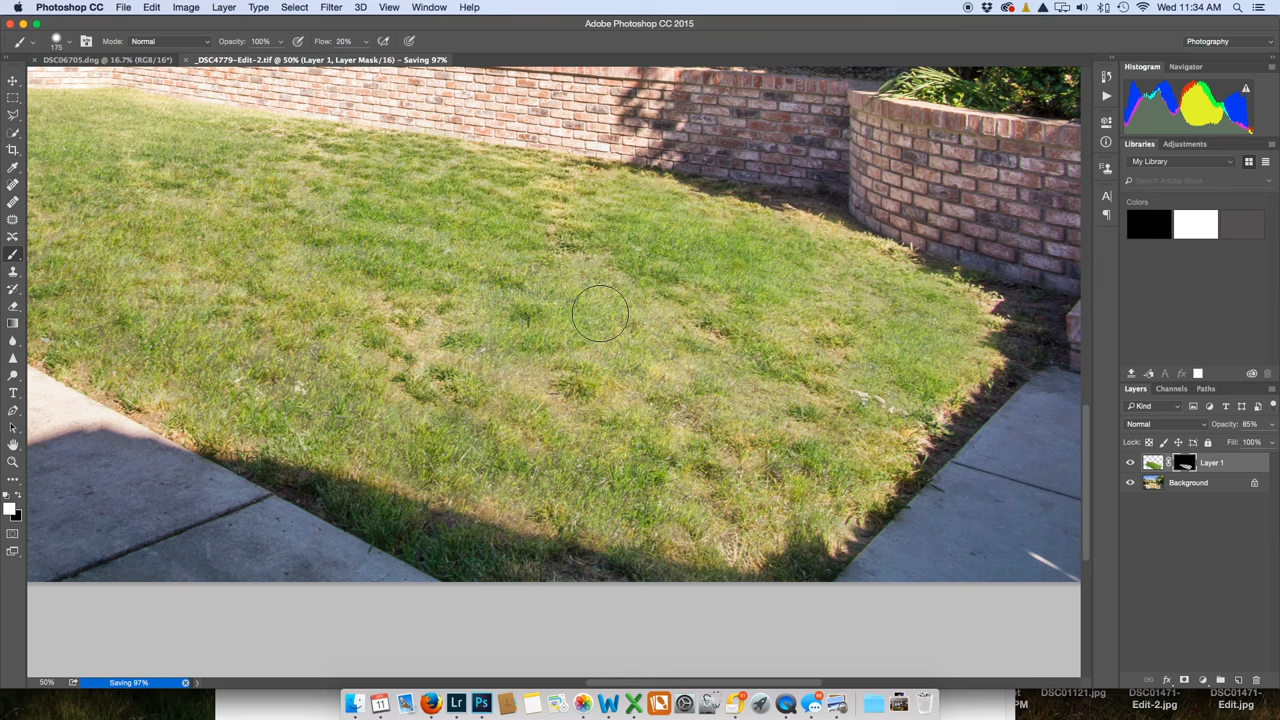 Photoshop CC File Edit Image Layer Type Select Filter 3D View Window Help Wed 11:34 AM
Adobe Photoshop CC 2015
175 Mode: Normal Opacity: 100% Flow: 20% Photography
× DSC06705.dng @ 16.7% (RGB/16*) × _DSC4779-Edit-2.tif @ 50% (Layer 1, Layer Mask/16) – Saving 97%
Histogram Navigator
Libraries Adjustments
My Library
Search Adobe Stock
Colors
Layers Channels Paths
Kind
Normal Opacity: 85%
Lock: Fill: 100%
Layer 1
Background
50% Saving 97%
DSC01121.jpg DSC01471-Edit-2.jpg DSC01471-Edit.jpg